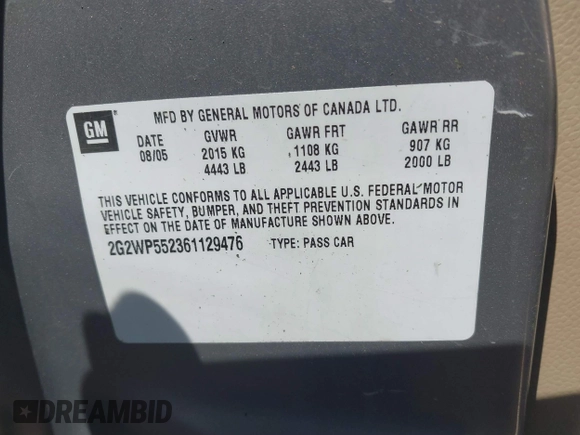 MFD BY GENERAL MOTORS OF CANADA LTD.
GM
DATE GVWR GAWR FRT GAWR RR
08/05 2015 KG 1108 KG 907 KG
4443 LB 2443 LB 2000 LB
THIS VEHICLE CONFORMS TO ALL APPLICABLE U.S. FEDERAL MOTOR
VEHICLE SAFETY, BUMPER, AND THEFT PREVENTION STANDARDS IN
EFFECT ON THE DATE OF MANUFACTURE SHOWN ABOVE.
2G2WP552361129476 TYPE: PASS CAR
DREAMBID